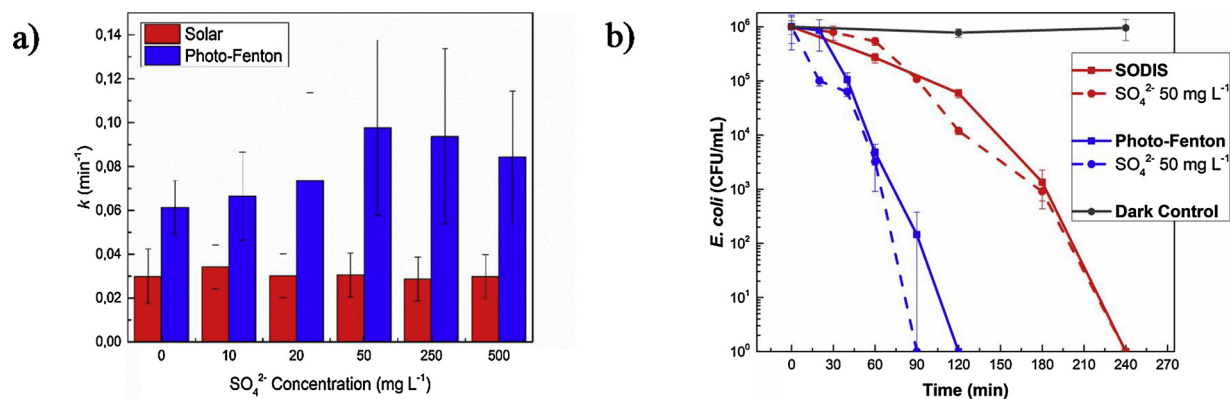 a)
0,14
0,12
0,10
0,08
0,06
0,04
0,02
0,00
k (min⁻¹)
Solar
Photo-Fenton
0 10 20 50 250 500
SO₄²⁻ Concentration (mg L⁻¹)
b)
10⁶
10⁵
10⁴
10³
10²
10¹
10⁰
E. coli (CFU/mL)
SODIS
SO₄²⁻ 50 mg L⁻¹
Photo-Fenton
SO₄²⁻ 50 mg L⁻¹
Dark Control
0 30 60 90 120 150 180 210 240 270
Time (min)